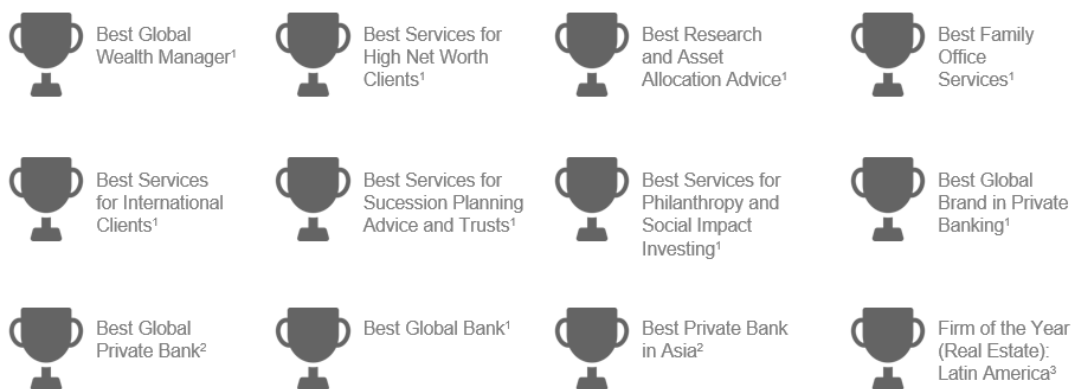 Best Global
Wealth Manager¹
Best Services for
High Net Worth
Clients¹
Best Research
and Asset
Allocation Advice¹
Best Family
Office
Services¹
Best Services
for International
Clients¹
Best Services for
Sucession Planning
Advice and Trusts¹
Best Services for
Philanthropy and
Social Impact
Investing¹
Best Global
Brand in Private
Banking¹
Best Global
Private Bank²
Best Global Bank¹
Best Private Bank
in Asia²
Firm of the Year
(Real Estate):
Latin America³